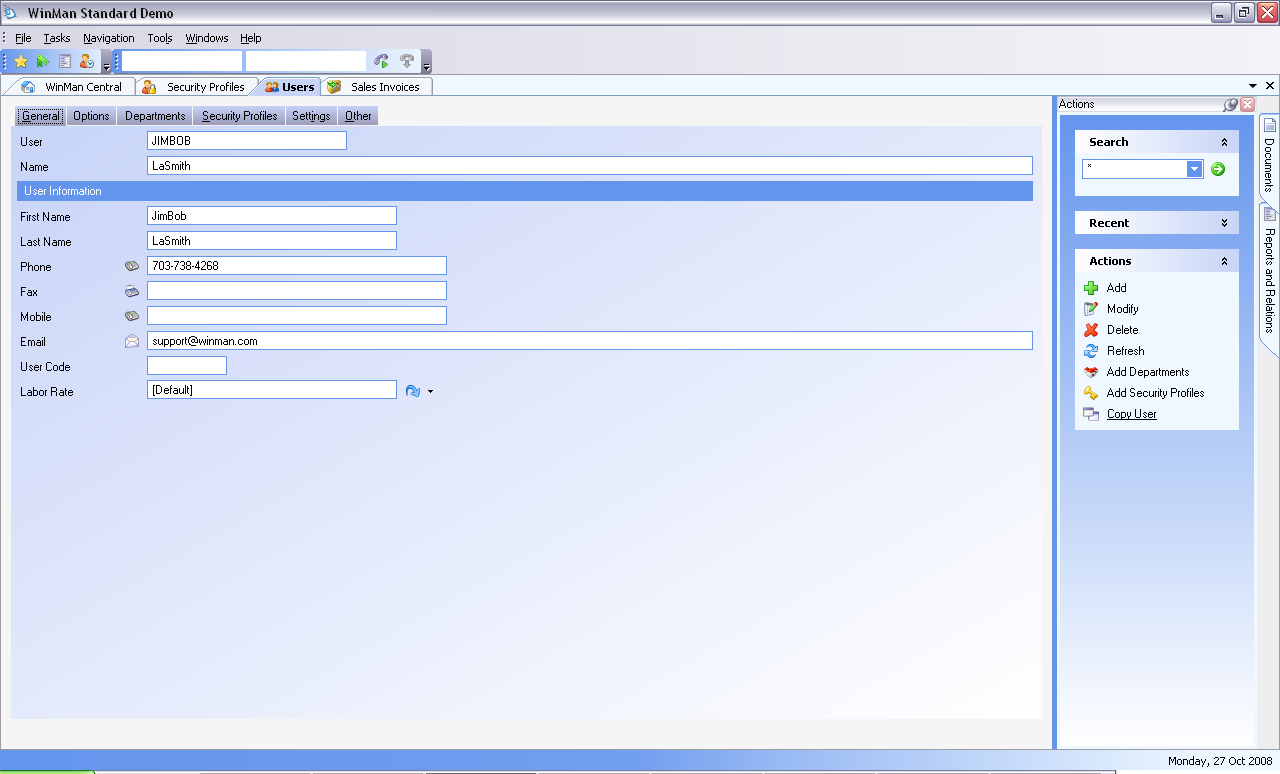 WinMan Standard Demo
File Tasks Navigation Tools Windows Help
WinMan Central Security Profiles Users Sales Invoices
General Options Departments Security Profiles Settings Other
User JIMBOB
Name LaSmith
User Information
First Name JimBob
Last Name LaSmith
Phone 703-738-4268
Fax
Mobile
Email support@winman.com
User Code
Labor Rate [Default]
Actions
Search
*
Recent
Actions
Add
Modify
Delete
Refresh
Add Departments
Add Security Profiles
Copy User
Documents
Reports and Relations
Monday, 27 Oct 2008